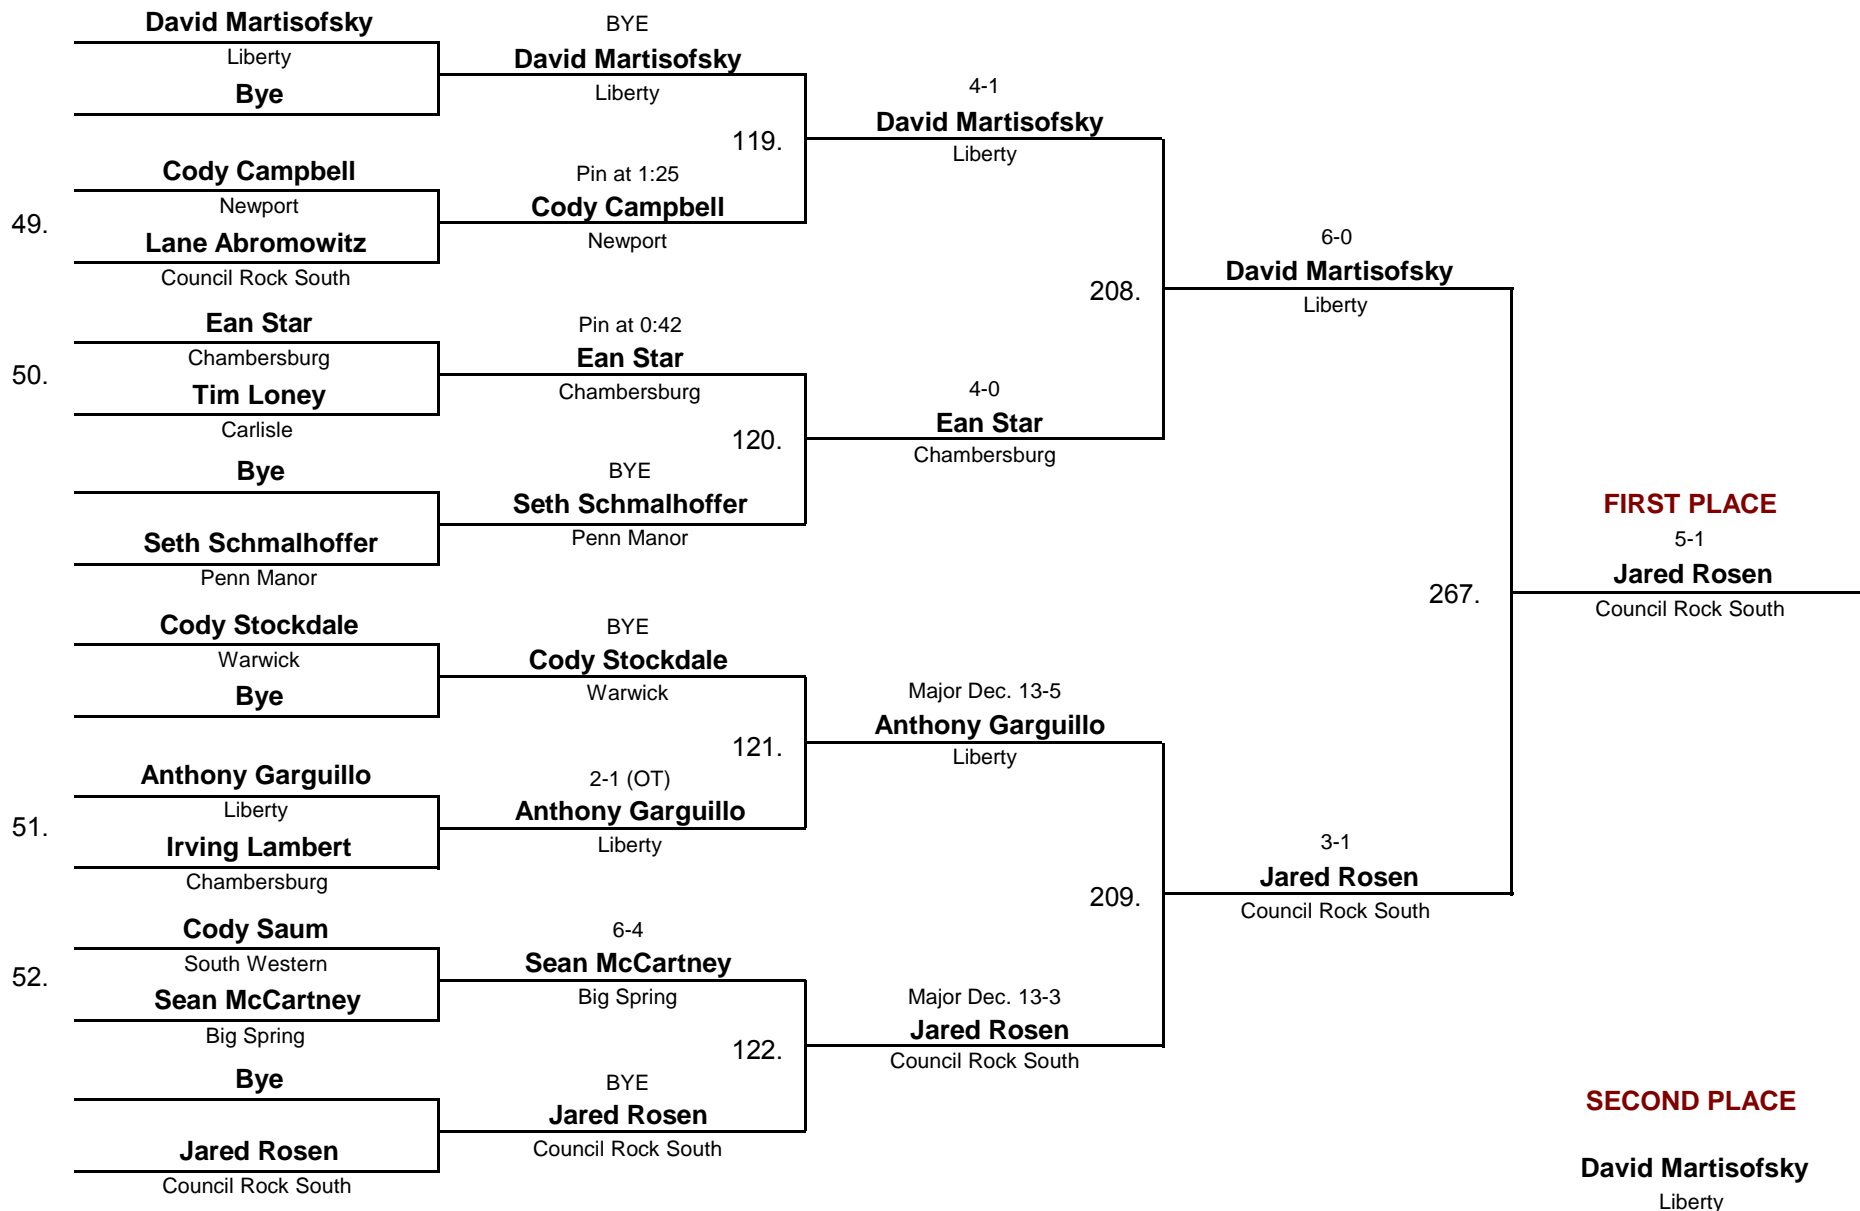 David Martisofsky
Liberty
Bye
49.
Cody Campbell
Newport
Lane Abromowitz
Council Rock South
50.
Ean Star
Chambersburg
Tim Loney
Carlisle
Bye
Seth Schmalhoffer
Penn Manor
Cody Stockdale
Warwick
Bye
51.
Anthony Garguillo
Liberty
Irving Lambert
Chambersburg
52.
Cody Saum
South Western
Sean McCartney
Big Spring
Bye
Jared Rosen
Council Rock South
BYE
David Martisofsky
Liberty
119.
Pin at 1:25
Cody Campbell
Newport
Pin at 0:42
Ean Star
Chambersburg
120.
BYE
Seth Schmalhoffer
Penn Manor
BYE
Cody Stockdale
Warwick
121.
2-1 (OT)
Anthony Garguillo
Liberty
6-4
Sean McCartney
Big Spring
122.
BYE
Jared Rosen
Council Rock South
4-1
David Martisofsky
Liberty
208.
4-0
Ean Star
Chambersburg
Major Dec. 13-5
Anthony Garguillo
Liberty
209.
Major Dec. 13-3
Jared Rosen
Council Rock South
6-0
David Martisofsky
Liberty
267.
3-1
Jared Rosen
Council Rock South
FIRST PLACE
5-1
Jared Rosen
Council Rock South
SECOND PLACE
David Martisofsky
Liberty